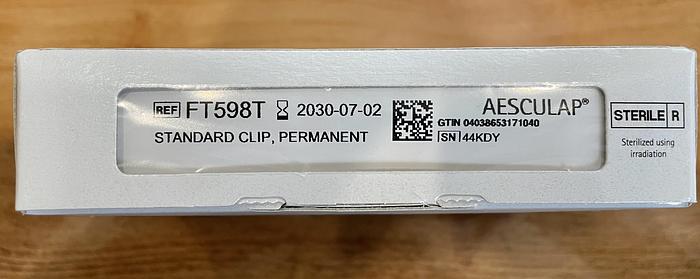 REF FT598T 2030-07-02
STANDARD CLIP, PERMANENT
AESCULAP®
GTIN 04038653171040
SN 44KDY
STERILE R
Sterilized using
irradiation